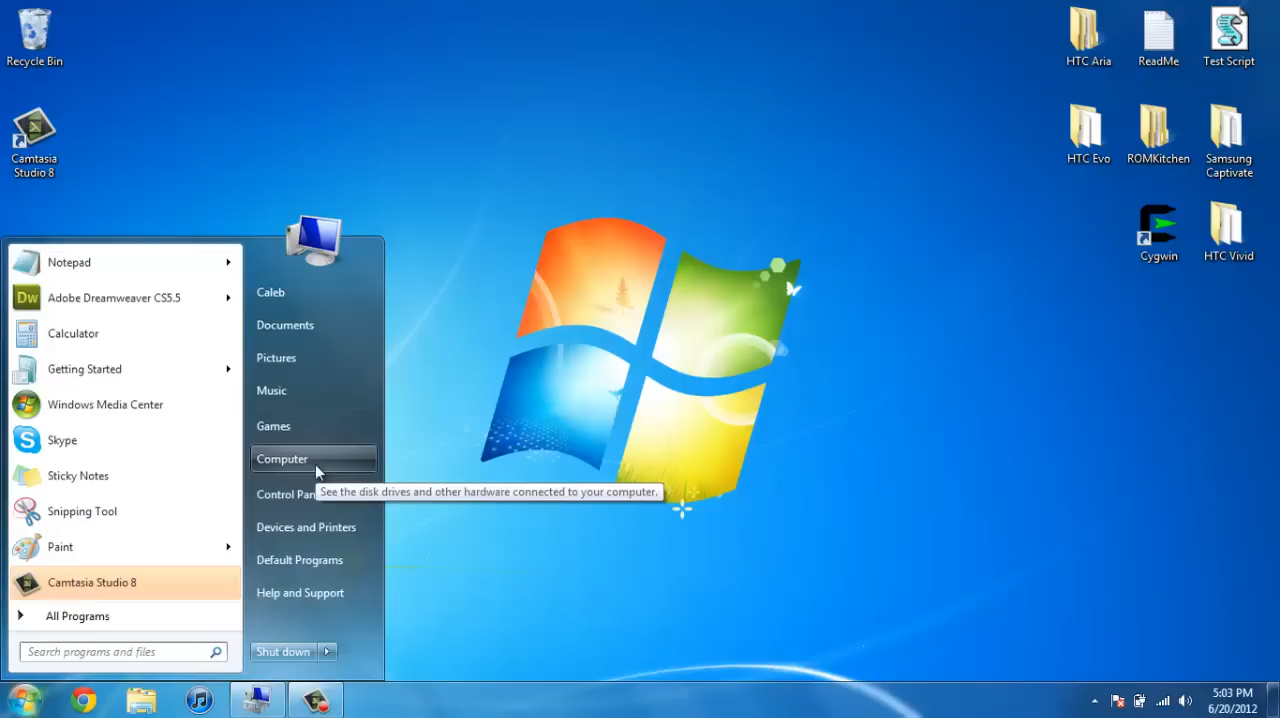 Recycle Bin
Camtasia
Studio 8
HTC Aria
ReadMe
Test Script
HTC Evo
ROMKitchen
Samsung
Captivate
Cygwin
HTC Vivid
Notepad
Dw
Adobe Dreamweaver CS5.5
Calculator
Getting Started
Windows Media Center
Skype
Sticky Notes
Snipping Tool
Paint
Camtasia Studio 8
All Programs
Search programs and files
Caleb
Documents
Pictures
Music
Games
Computer
See the disk drives and other hardware connected to your computer.
Control Pan
Devices and Printers
Default Programs
Help and Support
Shut down
5:03 PM
6/20/2012